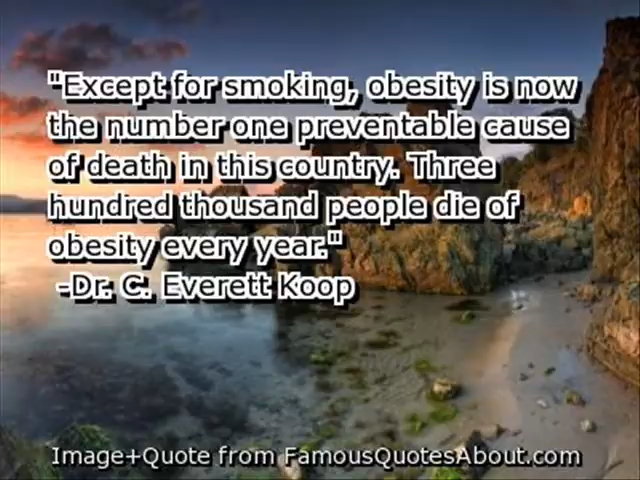 "Except for smoking, obesity is now
the number one preventable cause
of death in this country. Three
hundred thousand people die of
obesity every year."
-Dr. C. Everett Koop
Image+Quote from FamousQuotesAbout.com